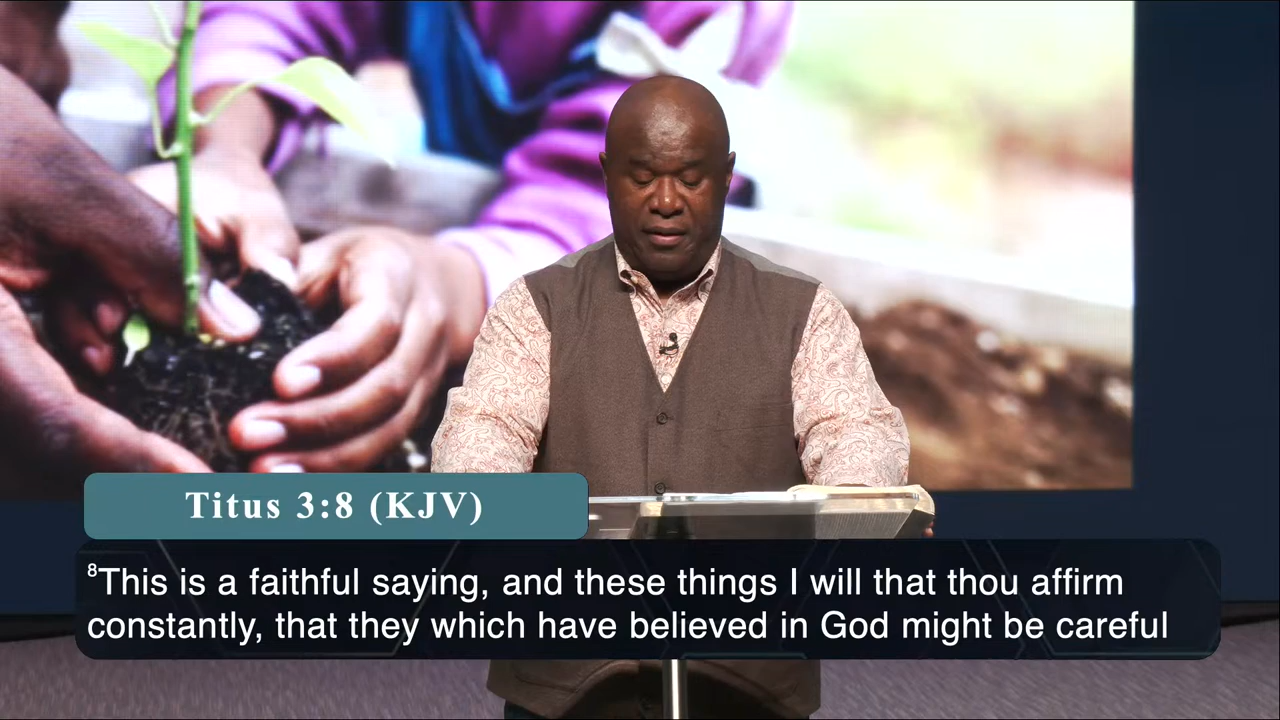 Titus 3:8 (KJV)
⁸This is a faithful saying, and these things I will that thou affirm
constantly, that they which have believed in God might be careful